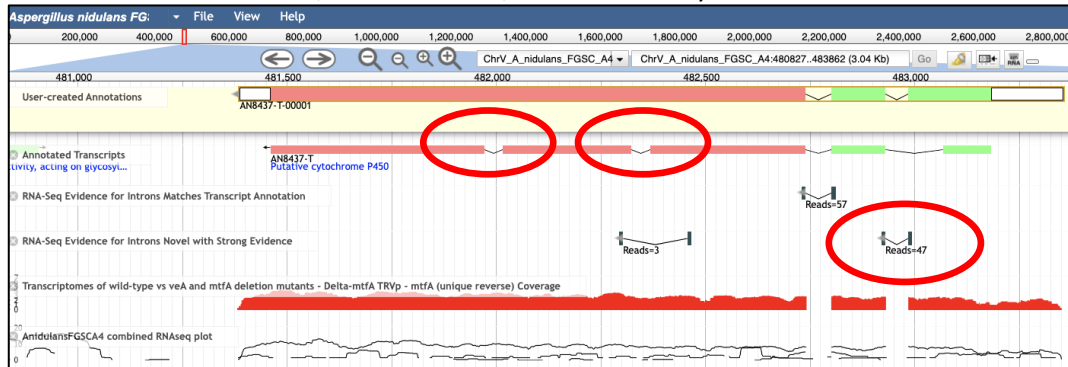 Aspergillus nidulans FG: File View Help
200,000 400,000 600,000 800,000 1,000,000 1,200,000 1,400,000 1,600,000 1,800,000 2,000,000 2,200,000 2,400,000 2,600,000 2,800,000
ChrV_A_nidulans_FGSC_A4 ChrV_A_nidulans_FGSC_A4:480827..483862 (3.04 Kb) Go RNA
481,000 481,500 482,000 482,500 483,000
User-created Annotations
AN8437-T-00001
Annotated Transcripts
AN8437-T
tivity, acting on glycosyl...
Putative cytochrome P450
RNA-Seq Evidence for Introns Matches Transcript Annotation
Reads=57
RNA-Seq Evidence for Introns Novel with Strong Evidence
Reads=3
Reads=47
Transcriptomes of wild-type vs veA and mtfA deletion mutants - Delta-mtfA TRVp - mtfA (unique reverse) Coverage
AnidulansFGSCA4 combined RNAseq plot
0